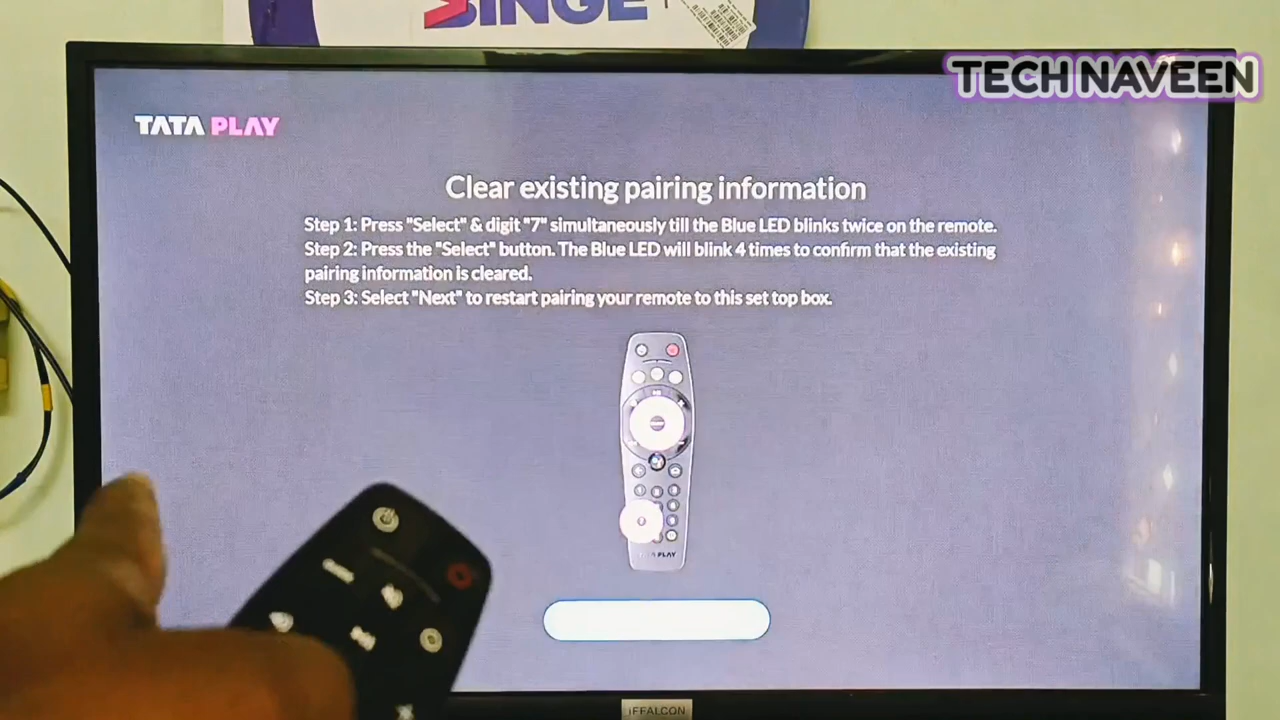 BINGE
TECH NAVEEN
TATA PLAY
Clear existing pairing information
Step 1: Press "Select" & digit "7" simultaneously till the Blue LED blinks twice on the remote.
Step 2: Press the "Select" button. The Blue LED will blink 4 times to confirm that the existing
pairing information is cleared.
Step 3: Select "Next" to restart pairing your remote to this set top box.
TATA PLAY
iFFALCON